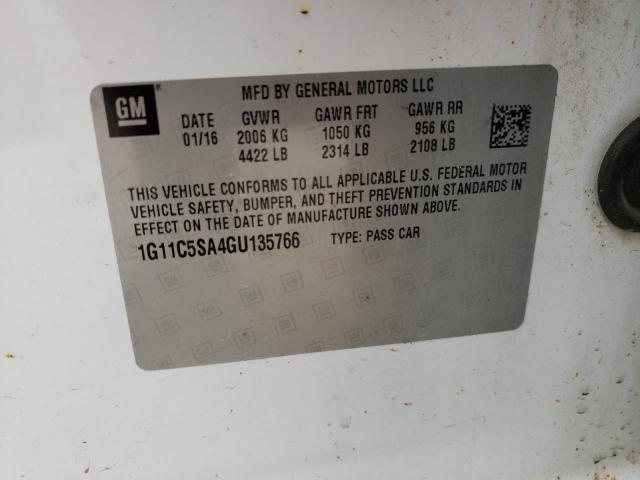 GM
MFD BY GENERAL MOTORS LLC
DATE GVWR GAWR FRT GAWR RR
01/16 2006 KG 1050 KG 956 KG
4422 LB 2314 LB 2108 LB
THIS VEHICLE CONFORMS TO ALL APPLICABLE U.S. FEDERAL MOTOR
VEHICLE SAFETY, BUMPER, AND THEFT PREVENTION STANDARDS IN
EFFECT ON THE DATE OF MANUFACTURE SHOWN ABOVE.
1G11C5SA4GU135766 TYPE: PASS CAR